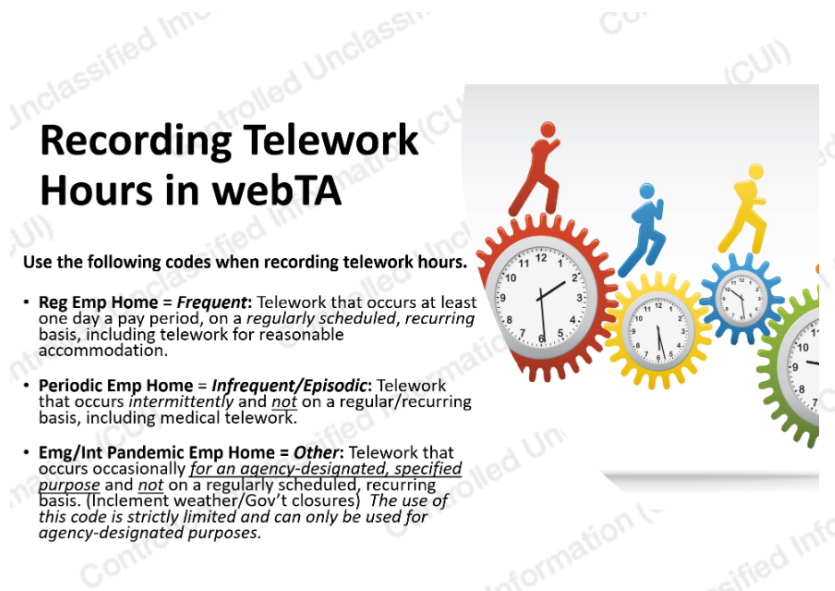 Recording Telework
Hours in webTA
Use the following codes when recording telework hours.
• Reg Emp Home = Frequent: Telework that occurs at least
one day a pay period, on a regularly scheduled, recurring
basis, including telework for reasonable
accommodation.
• Periodic Emp Home = Infrequent/Episodic: Telework
that occurs intermittently and not on a regular/recurring
basis, including medical telework.
• Emg/Int Pandemic Emp Home = Other: Telework that
occurs occasionally for an agency-designated, specified
purpose and not on a regularly scheduled, recurring
basis. (Inclement weather/Gov't closures) The use of
this code is strictly limited and can only be used for
agency-designated purposes.